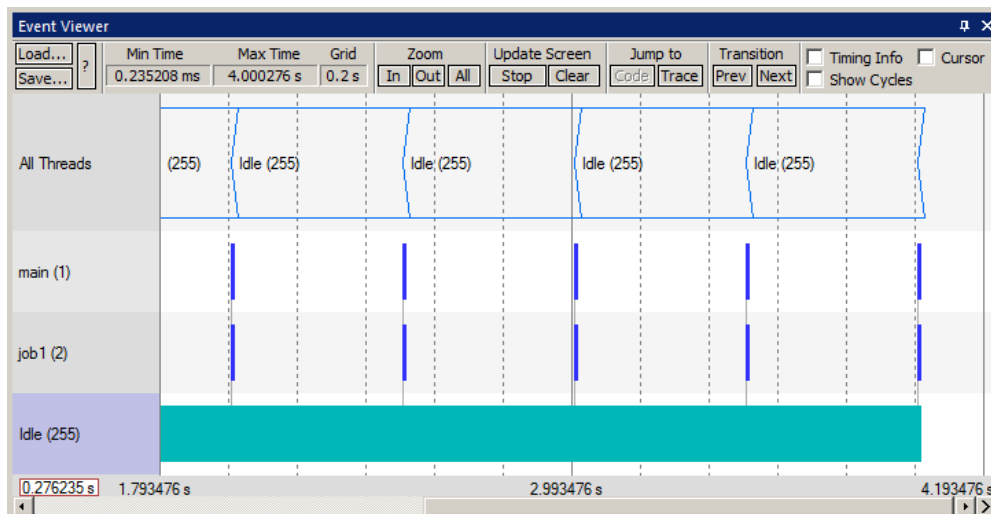 Event Viewer
Load... ? Min Time Max Time Grid Zoom Update Screen Jump to Transition Timing Info Cursor
Save... 0.235208 ms 4.000276 s 0.2 s In Out All Stop Clear Code Trace Prev Next Show Cycles
All Threads (255) Idle (255) Idle (255) Idle (255) Idle (255)
main (1)
job1 (2)
Idle (255)
0.276235 s 1.793476 s 2.993476 s 4.193476 s